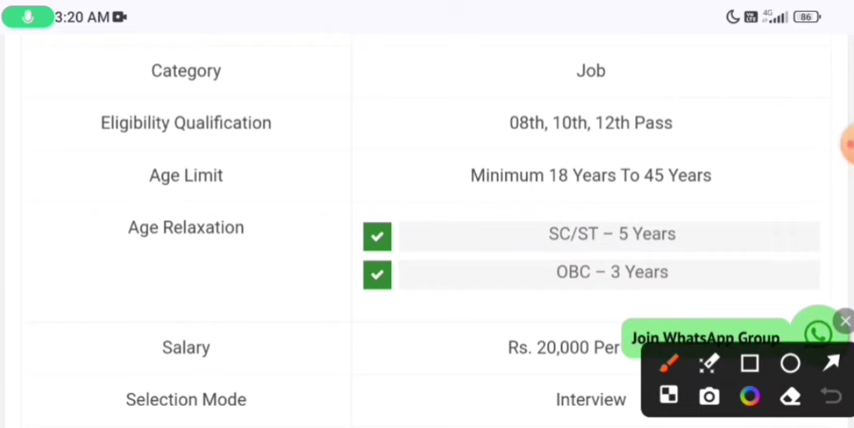 3:20 AM
4G
86
Category Job
Eligibility Qualification 08th, 10th, 12th Pass
Age Limit Minimum 18 Years To 45 Years
Age Relaxation SC/ST – 5 Years
OBC – 3 Years
Join WhatsApp Group
Salary Rs. 20,000 Per
Selection Mode Interview